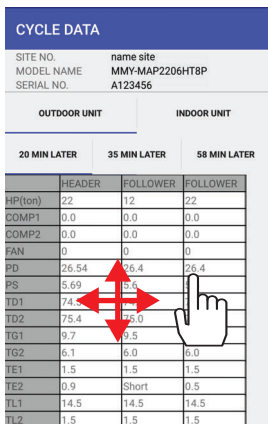 CYCLE DATA
SITE NO. name site
MODEL NAME MMY-MAP2206HT8P
SERIAL NO. A123456
OUTDOOR UNIT INDOOR UNIT
20 MIN LATER 35 MIN LATER 58 MIN LATER
HEADER FOLLOWER FOLLOWER
HP(ton) 22 12 22
COMP1 0.0 0.0 0.0
COMP2 0.0 0.0 0.0
FAN 0 0 0
PD 26.54 26.4 26.4
PS 5.69 5.6
TD1
TD2 75.4 75.0
TG1 9.7 9.5
TG2 6.1 6.0 6.0
TE1 1.5 1.5 1.5
TE2 0.9 Short 0.5
TL1 14.5 14.5 14.5
TL2 1.5 1.5 1.5